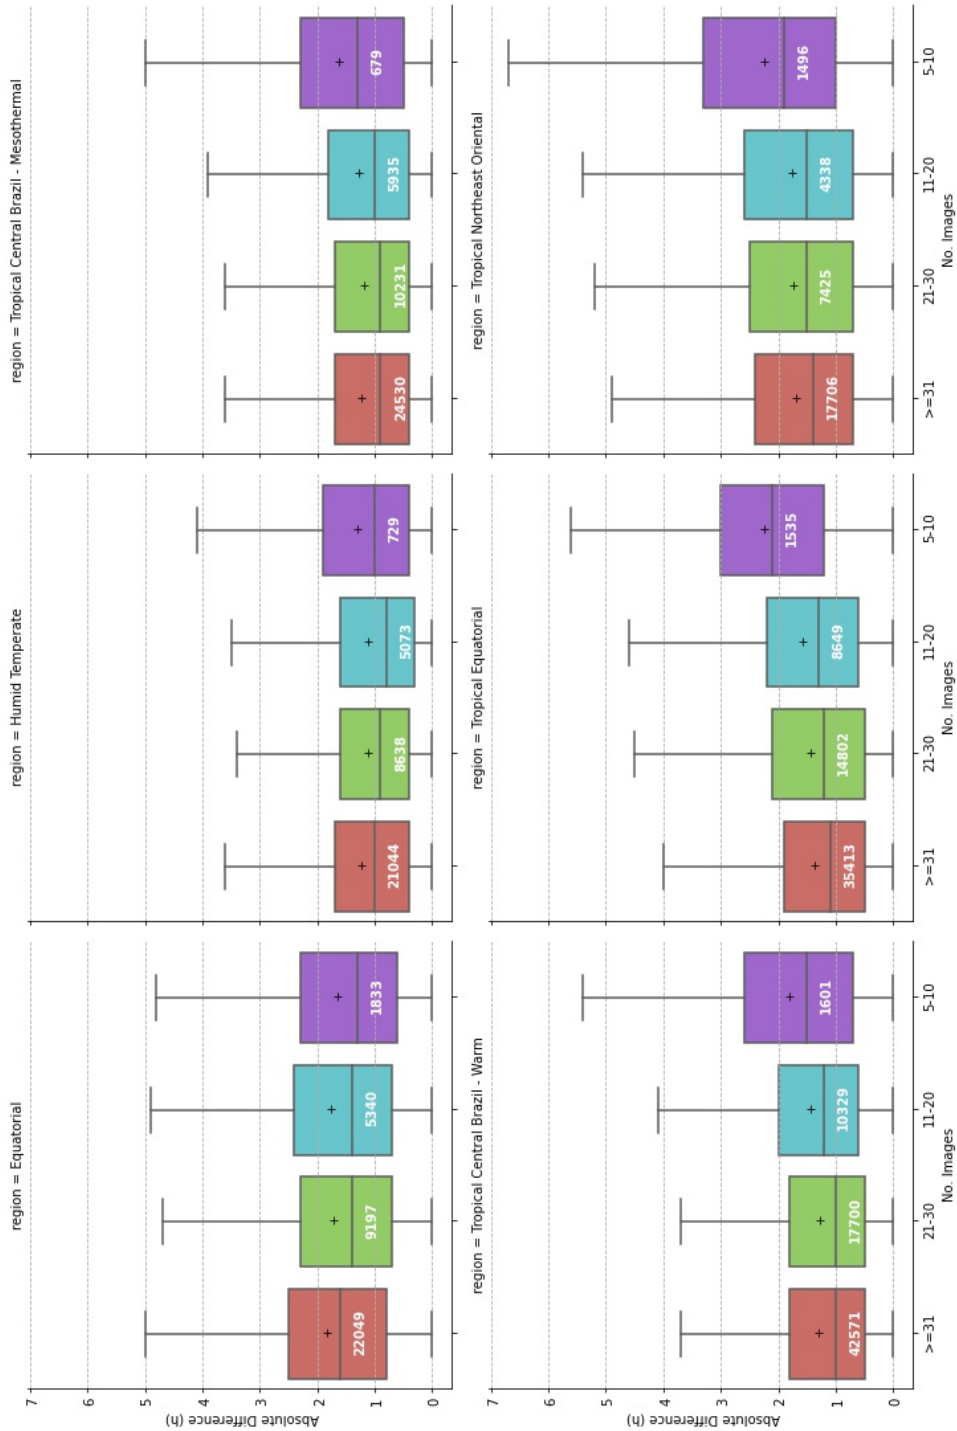 region = Equatorial
region = Humid Temperate
region = Tropical Central Brazil - Mesothermal
Absolute Difference (h)
7
6
5
4
3
2
1
0
22049
9197
5340
1833
21044
8638
5073
729
24530
10231
5935
679
region = Tropical Central Brazil - Warm
region = Tropical Equatorial
region = Tropical Northeast Oriental
Absolute Difference (h)
7
6
5
4
3
2
1
0
42571
17700
10329
1601
35413
14802
8649
1535
17706
7425
4338
1496
>=31 21-30 11-20 5-10
>=31 21-30 11-20 5-10
>=31 21-30 11-20 5-10
No. Images
No. Images
No. Images